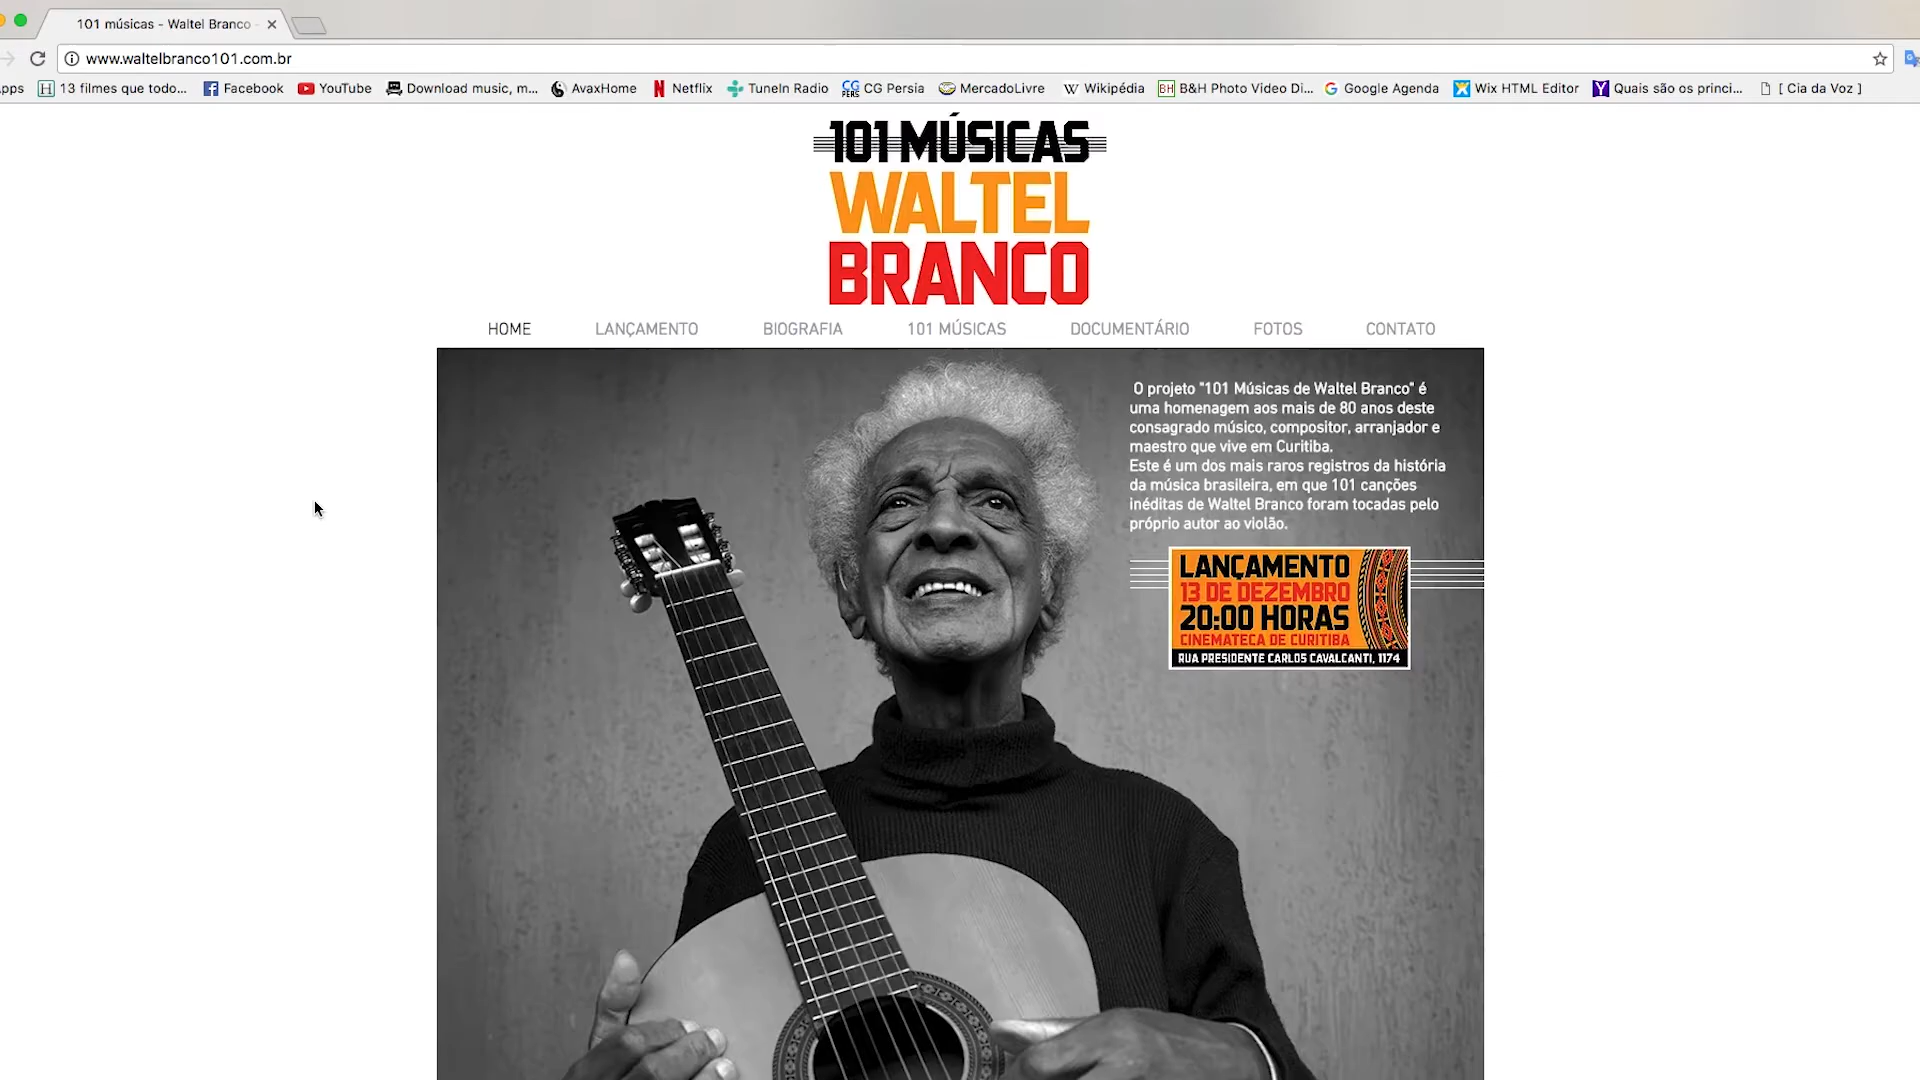 101 músicas - Waltel Branco -
www.waltelbranco101.com.br
pps 13 filmes que todo... Facebook YouTube Download music, m... AvaxHome Netflix TuneIn Radio CG Persia MercadoLivre Wikipédia B&H Photo Video Di... Google Agenda Wix HTML Editor Quais são os princi... [ Cia da Voz ]
101 MÚSICAS
WALTEL
BRANCO
HOME LANÇAMENTO BIOGRAFIA 101 MÚSICAS DOCUMENTÁRIO FOTOS CONTATO
O projeto "101 Músicas de Waltel Branco" é
uma homenagem aos mais de 80 anos deste
consagrado músico, compositor, arranjador e
maestro que vive em Curitiba.
Este é um dos mais raros registros da história
da música brasileira, em que 101 canções
inéditas de Waltel Branco foram tocadas pelo
próprio autor ao violão.
LANÇAMENTO
13 DE DEZEMBRO
20:00 HORAS
CINEMATECA DE CURITIBA
RUA PRESIDENTE CARLOS CAVALCANTI, 1174